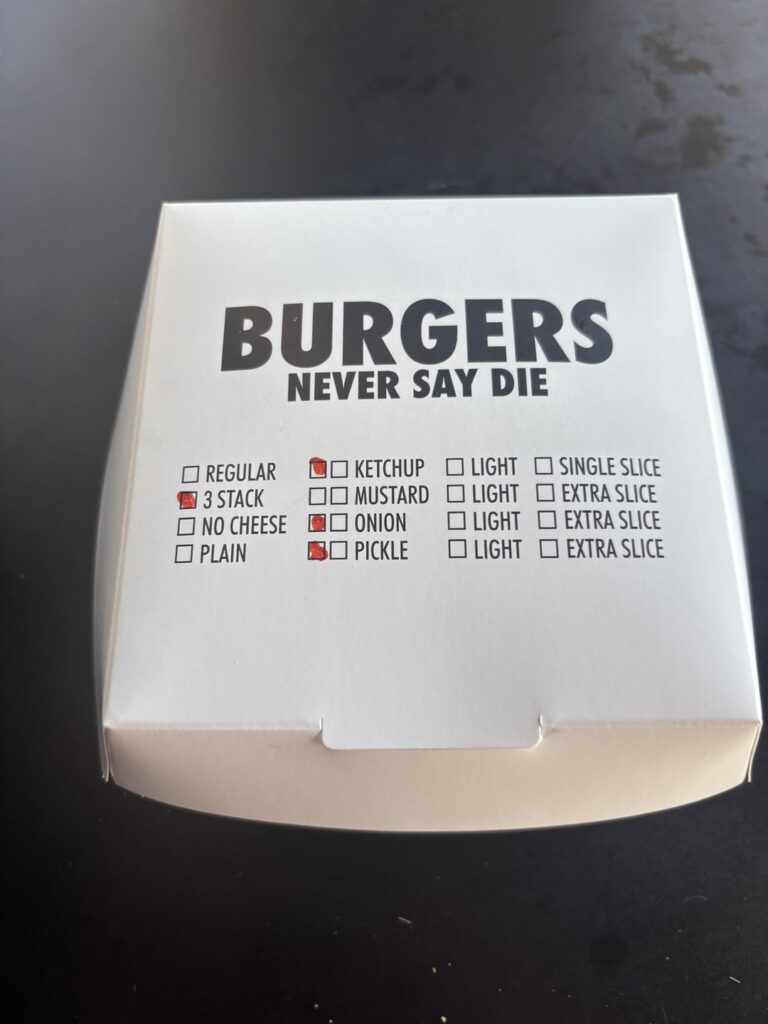 BURGERS
NEVER SAY DIE
REGULAR KETCHUP LIGHT SINGLE SLICE
3 STACK MUSTARD LIGHT EXTRA SLICE
NO CHEESE ONION LIGHT EXTRA SLICE
PLAIN PICKLE LIGHT EXTRA SLICE